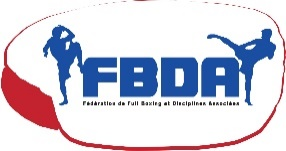 FBDA
Fédération de Full Boxing et Disciplines Associées